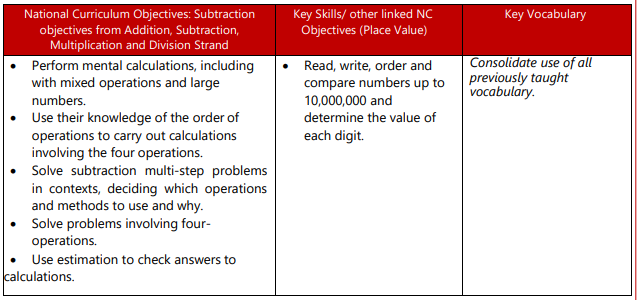 National Curriculum Objectives: Subtraction
objectives from Addition, Subtraction,
Multiplication and Division Strand
Key Skills/ other linked NC
Objectives (Place Value)
Key Vocabulary
• Perform mental calculations, including
with mixed operations and large
numbers.
• Use their knowledge of the order of
operations to carry out calculations
involving the four operations.
• Solve subtraction multi-step problems
in contexts, deciding which operations
and methods to use and why.
• Solve problems involving four-
operations.
• Use estimation to check answers to
calculations.
• Read, write, order and
compare numbers up to
10,000,000 and
determine the value of
each digit.
Consolidate use of all
previously taught
vocabulary.